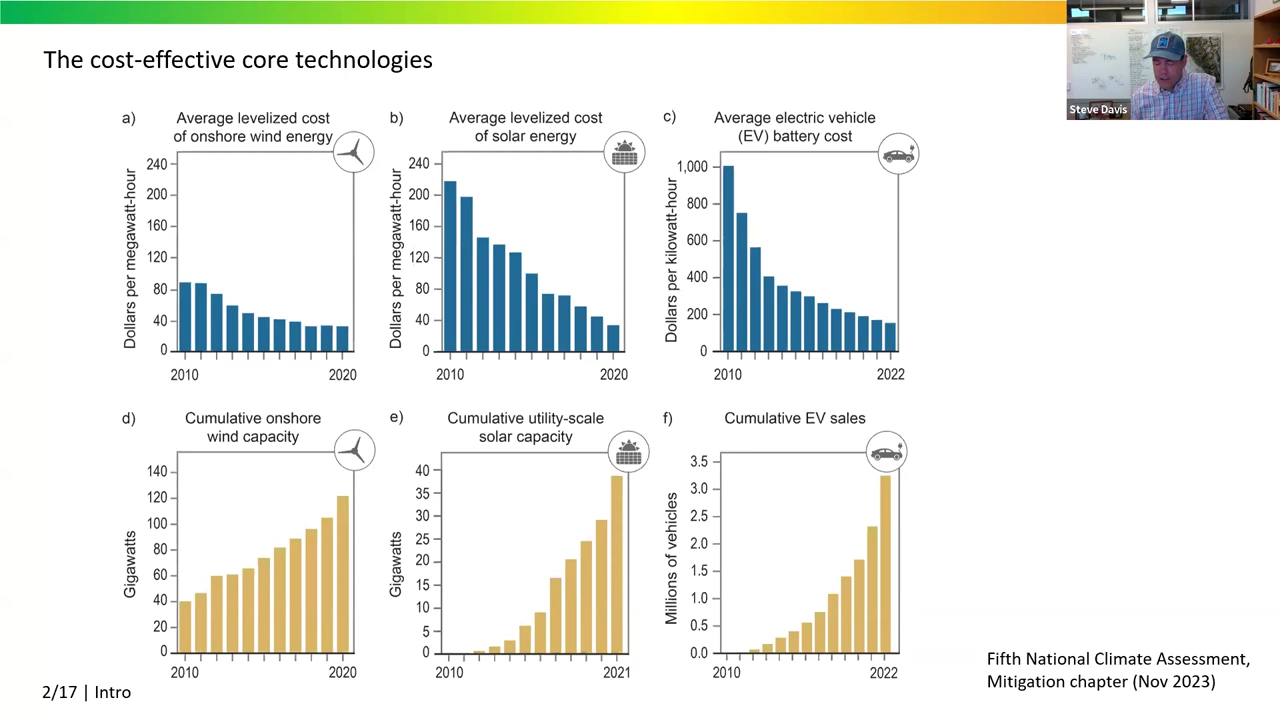 The cost-effective core technologies
Steve Davis
a) Average levelized cost
of onshore wind energy
Dollars per megawatt-hour
240
200
160
120
80
40
0
2010 2020
b) Average levelized cost
of solar energy
Dollars per megawatt-hour
240
200
160
120
80
40
0
2010 2020
c) Average electric vehicle
(EV) battery cost
Dollars per kilowatt-hour
1,000
800
600
400
200
0
2010 2022
d) Cumulative onshore
wind capacity
Gigawatts
140
120
100
80
60
40
20
0
2010 2020
e) Cumulative utility-scale
solar capacity
Gigawatts
40
35
30
25
20
15
10
5
0
2010 2021
f) Cumulative EV sales
Millions of vehicles
3.5
3.0
2.5
2.0
1.5
1.0
0.5
0.0
2010 2022
Fifth National Climate Assessment,
Mitigation chapter (Nov 2023)
2/17 | Intro